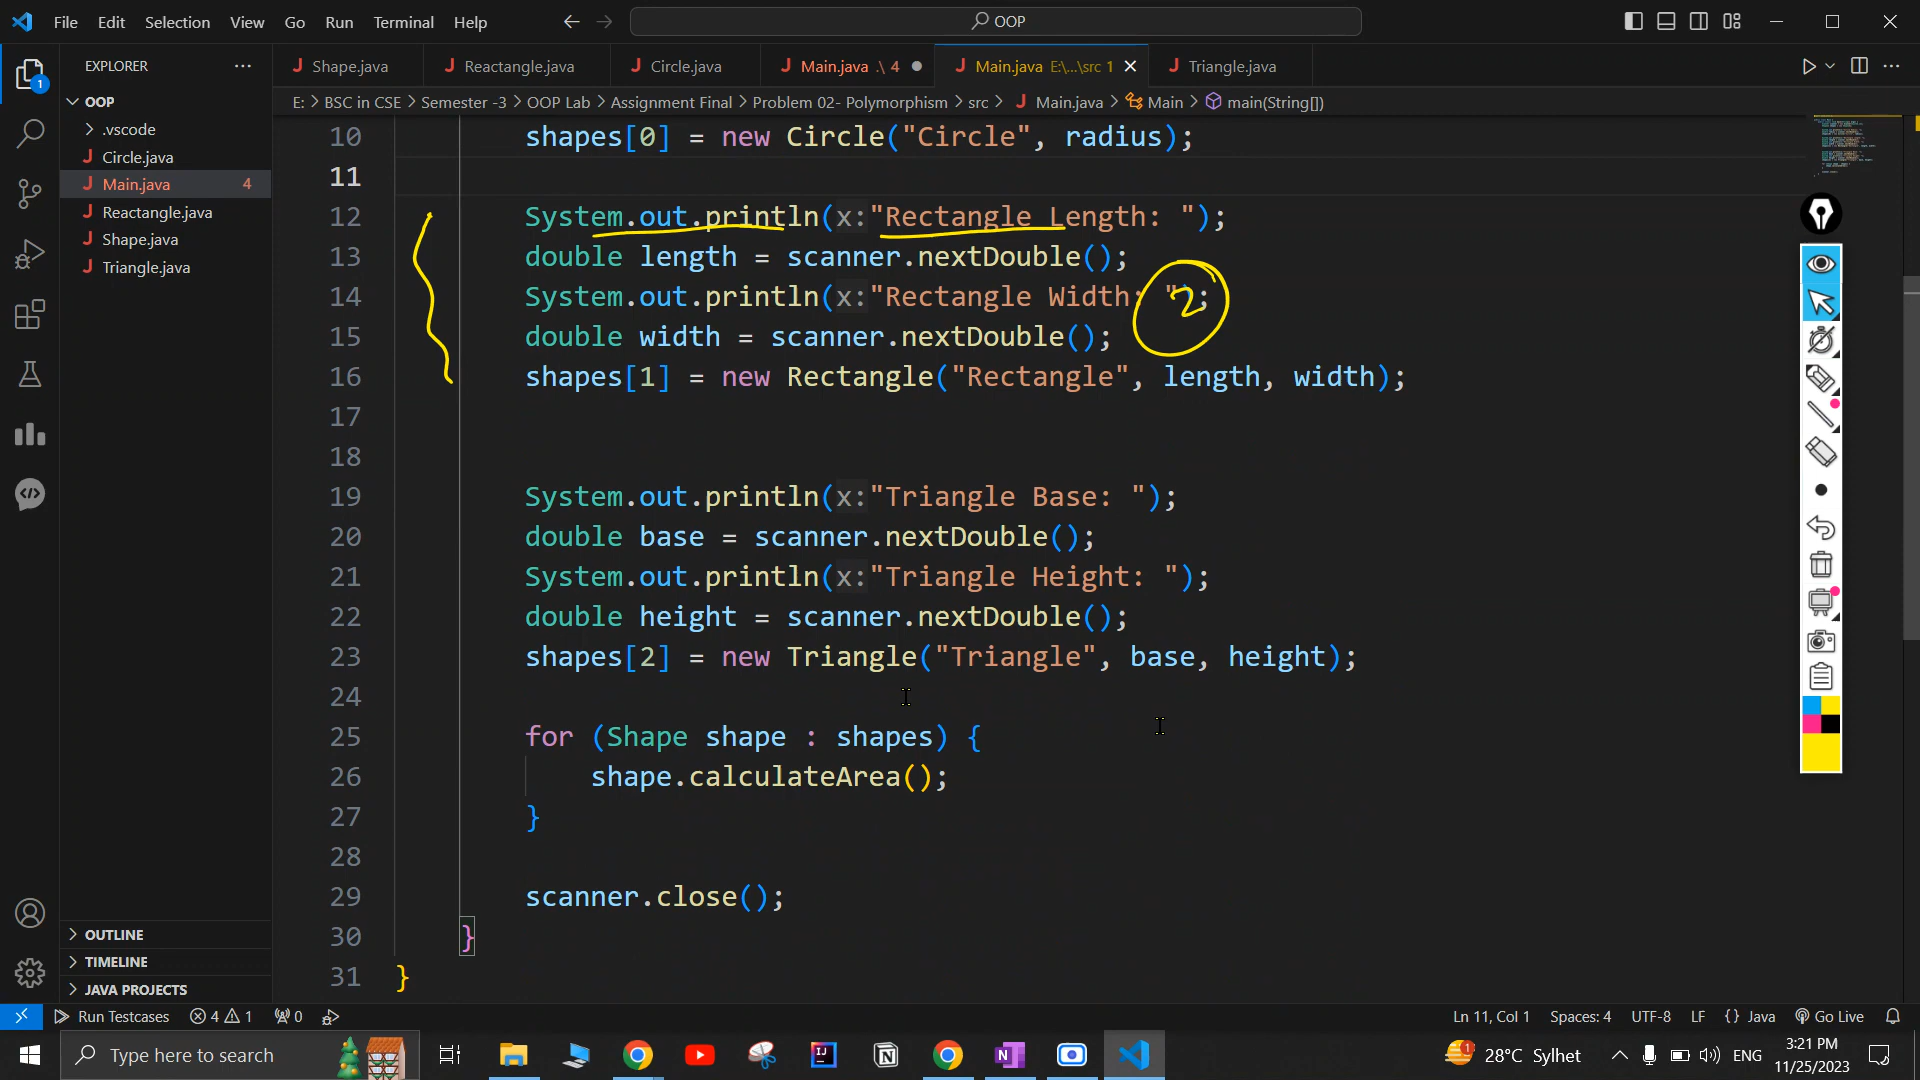 File Edit Selection View Go Run Terminal Help OOP
EXPLORER
Shape.java Reactangle.java Circle.java Main.java .\ 4 Main.java E:\...\src 1 Triangle.java
E: > BSC in CSE > Semester -3 > OOP Lab > Assignment Final > Problem 02- Polymorphism > src > Main.java > Main > main(String[])
OOP
.vscode
Circle.java
Main.java 4
Reactangle.java
Shape.java
Triangle.java
OUTLINE
TIMELINE
JAVA PROJECTS
1
10 shapes[0] = new Circle("Circle", radius);
11
12 System.out.println(x:"Rectangle Length: ");
13 double length = scanner.nextDouble();
14 System.out.println(x:"Rectangle Width: ");
2
15 double width = scanner.nextDouble();
16 shapes[1] = new Rectangle("Rectangle", length, width);
17
18
19 System.out.println(x:"Triangle Base: ");
20 double base = scanner.nextDouble();
21 System.out.println(x:"Triangle Height: ");
22 double height = scanner.nextDouble();
23 shapes[2] = new Triangle("Triangle", base, height);
24
25 for (Shape shape : shapes) {
26 shape.calculateArea();
27 }
28
29 scanner.close();
30 }
31 }
Run Testcases 4 1 0 Ln 11, Col 1 Spaces: 4 UTF-8 LF {} Java Go Live
Type here to search 1 28°C Sylhet ENG 3:21 PM
11/25/2023